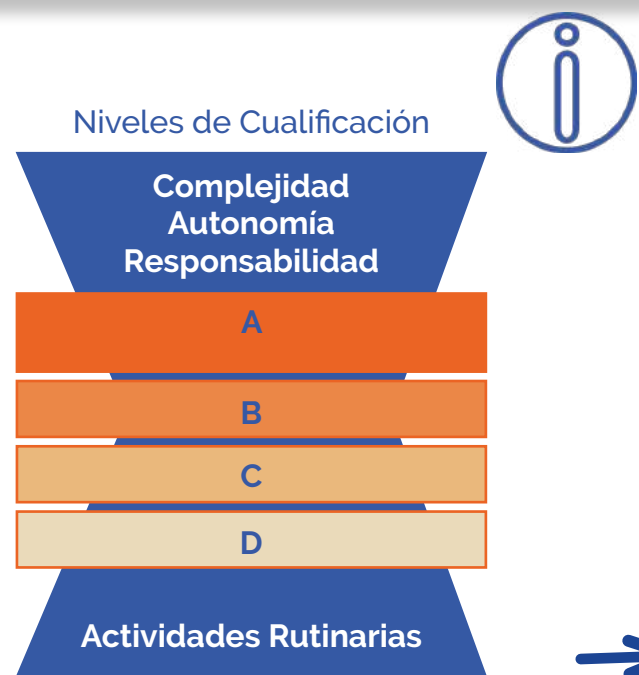 Niveles de Cualificación
Complejidad
Autonomía
Responsabilidad
A
B
C
D
Actividades Rutinarias